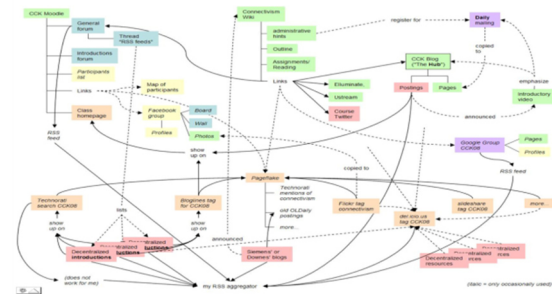 CCK Moodle
General
forum
Thread
"RSS feeds"
Introductions
forum
Participants
list
Links
Map of
participants
Class
homepage
Facebook
group
Profiles
Board
Wall
Photos
RSS
feed
Connectivism
Wiki
administrative
hints
Outline
Assignments/
Reading
Links
Elluminate,
Ustream
Course
Twitter
register for
Daily
mailing
copied
to
CCK Blog
("The Hub")
Postings
Pages
emphasize
Introductory
video
announced
Google Group
CCK08
Pages
Profiles
RSS feed
show
up on
Pageflake
copied to
Technorati
search CCK08
Bloglines tag
for CCK08
Technorati
mentions of
connectivism
old OLDaily
postings
more...
Flickr tag
connectivism
del.icio.us
tag CCK08
slideshare
tag CCK08
more...
show
up on
lists
show
up on
Decentralized
introductions
announced
Siemens' or
Downes' blogs
Decentralized
resources
(does not
work for me)
my RSS aggregator
(italic = only occasionally used)